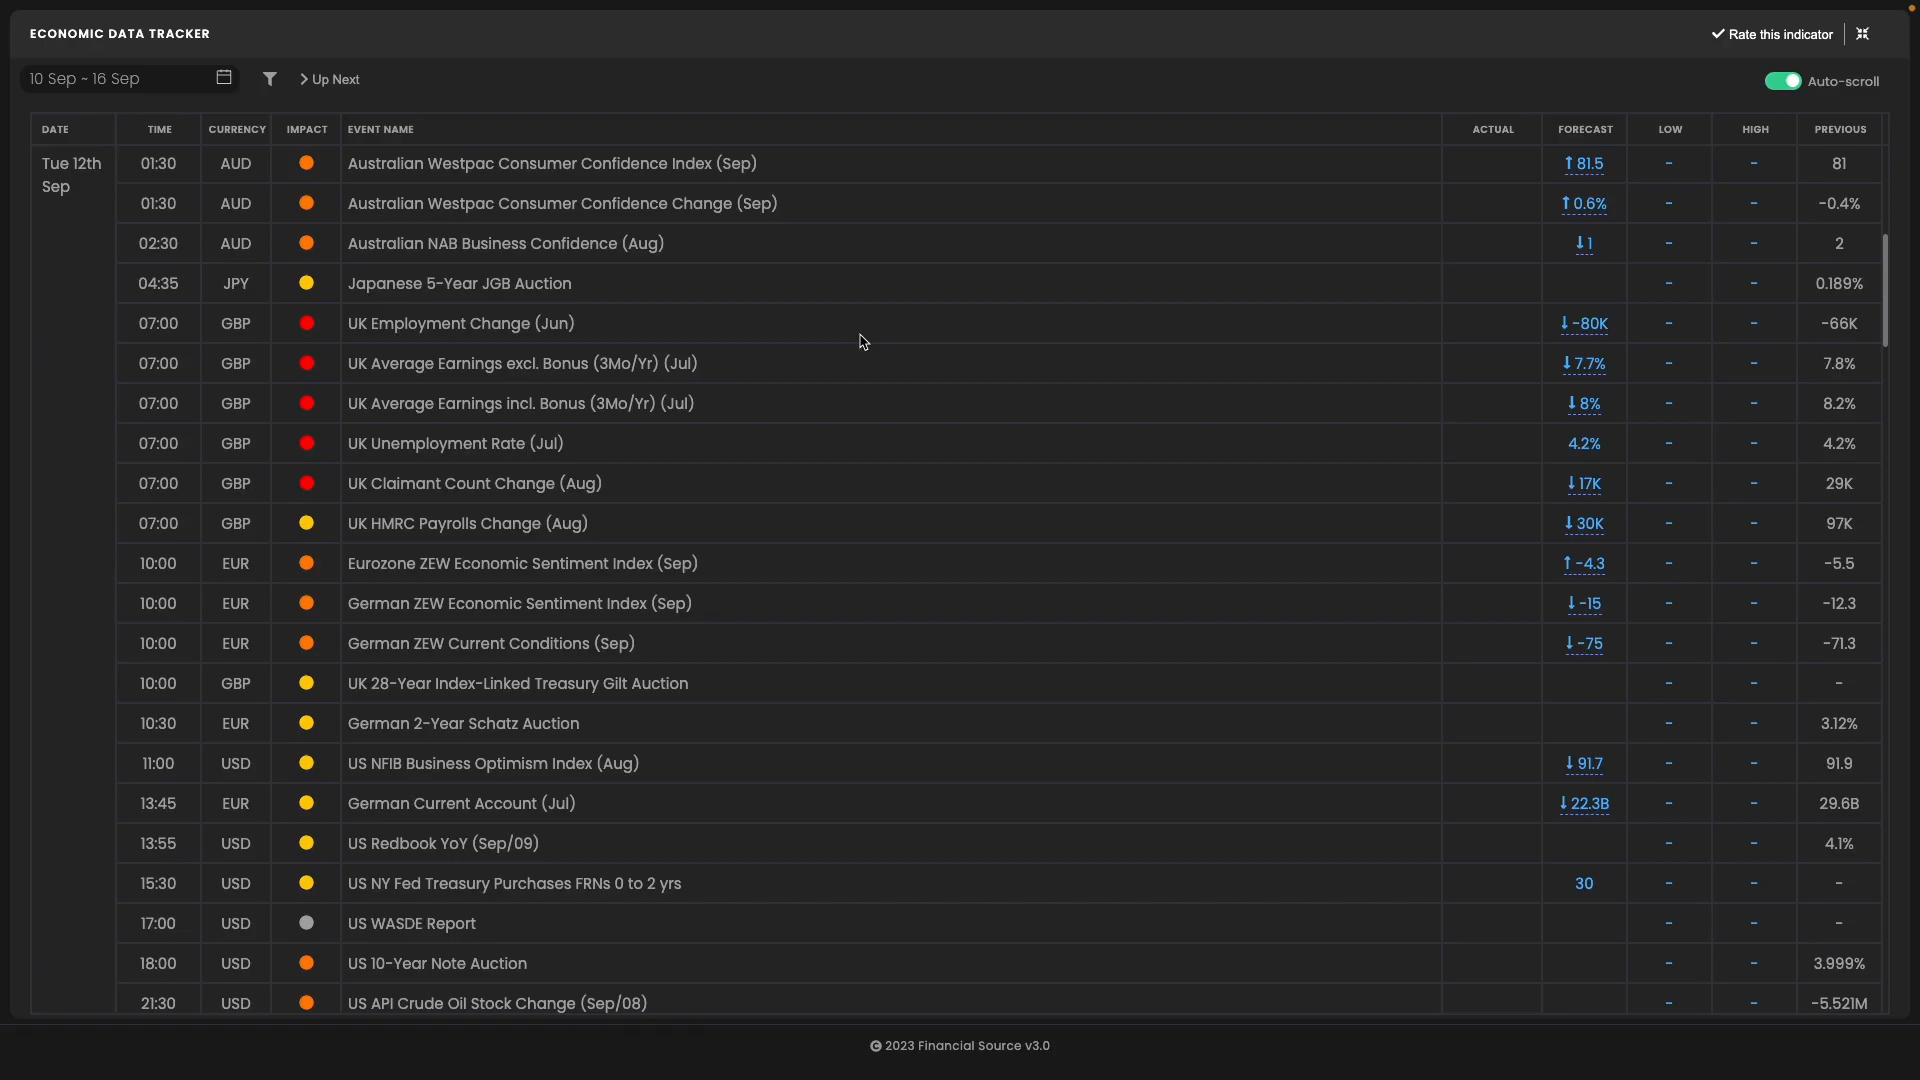 ECONOMIC DATA TRACKER
Rate this indicator
10 Sep ~ 16 Sep
Up Next
Auto-scroll
DATE TIME CURRENCY IMPACT EVENT NAME ACTUAL FORECAST LOW HIGH PREVIOUS
Tue 12th Sep
01:30 AUD Australian Westpac Consumer Confidence Index (Sep) ↑ 81.5 - - 81
01:30 AUD Australian Westpac Consumer Confidence Change (Sep) ↑ 0.6% - - -0.4%
02:30 AUD Australian NAB Business Confidence (Aug) ↓ 1 - - 2
04:35 JPY Japanese 5-Year JGB Auction - - 0.189%
07:00 GBP UK Employment Change (Jun) ↓ -80K - - -66K
07:00 GBP UK Average Earnings excl. Bonus (3Mo/Yr) (Jul) ↓ 7.7% - - 7.8%
07:00 GBP UK Average Earnings incl. Bonus (3Mo/Yr) (Jul) ↓ 8% - - 8.2%
07:00 GBP UK Unemployment Rate (Jul) 4.2% - - 4.2%
07:00 GBP UK Claimant Count Change (Aug) ↓ 17K - - 29K
07:00 GBP UK HMRC Payrolls Change (Aug) ↓ 30K - - 97K
10:00 EUR Eurozone ZEW Economic Sentiment Index (Sep) ↑ -4.3 - - -5.5
10:00 EUR German ZEW Economic Sentiment Index (Sep) ↓ -15 - - -12.3
10:00 EUR German ZEW Current Conditions (Sep) ↓ -75 - - -71.3
10:00 GBP UK 28-Year Index-Linked Treasury Gilt Auction - - -
10:30 EUR German 2-Year Schatz Auction - - 3.12%
11:00 USD US NFIB Business Optimism Index (Aug) ↓ 91.7 - - 91.9
13:45 EUR German Current Account (Jul) ↓ 22.3B - - 29.6B
13:55 USD US Redbook YoY (Sep/09) - - 4.1%
15:30 USD US NY Fed Treasury Purchases FRNs 0 to 2 yrs 30 - - -
17:00 USD US WASDE Report - - -
18:00 USD US 10-Year Note Auction - - 3.999%
21:30 USD US API Crude Oil Stock Change (Sep/08) - - -5.521M
© 2023 Financial Source v3.0